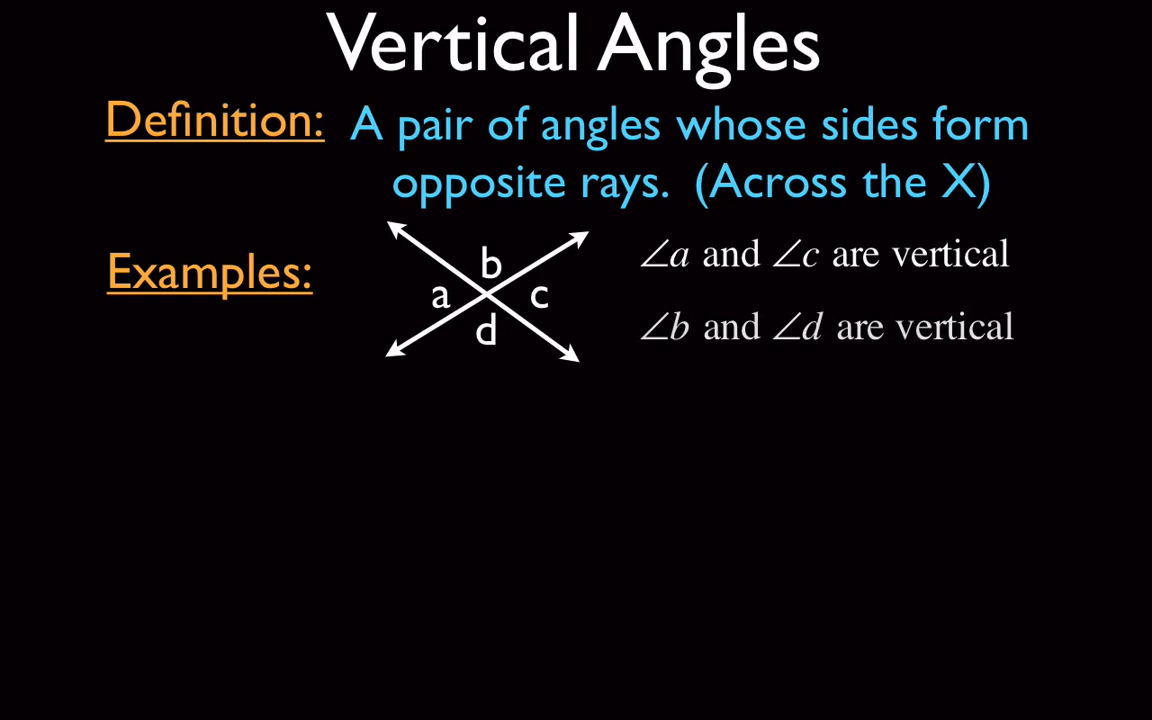 Vertical Angles
Definition: A pair of angles whose sides form
opposite rays. (Across the X)
Examples:
b
a c
d
∠a and ∠c are vertical
∠b and ∠d are vertical